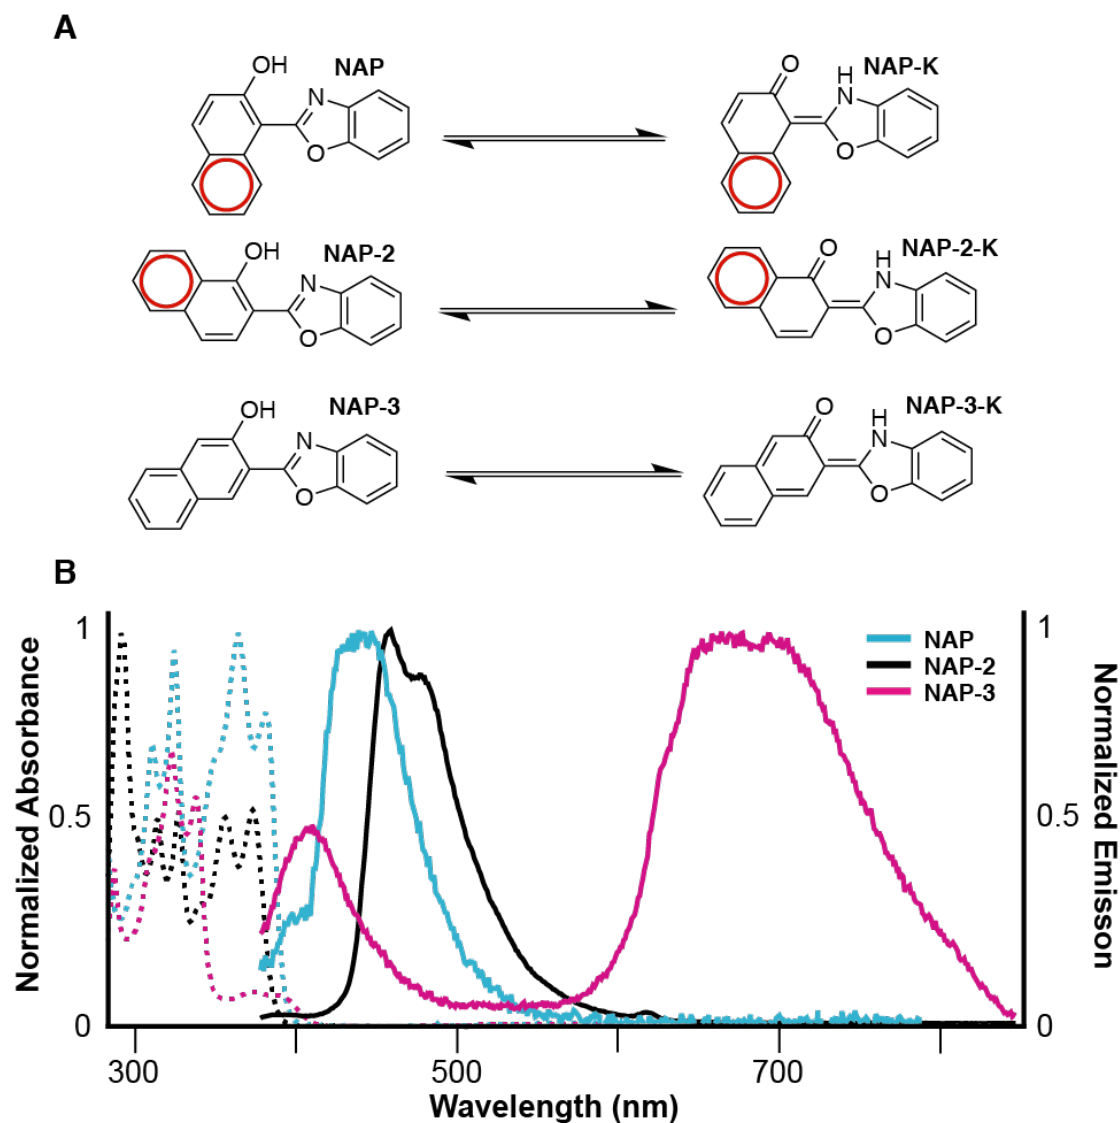 A
OH
NAP
N
O
O
H
N
NAP-K
O
OH
NAP-2
N
O
O
H
N
NAP-2-K
O
OH
NAP-3
N
O
O
H
N
NAP-3-K
O
B
1
0.5
0
Normalized Absorbance
1
0.5
0
Normalized Emisson
NAP
NAP-2
NAP-3
300
500
700
Wavelength (nm)